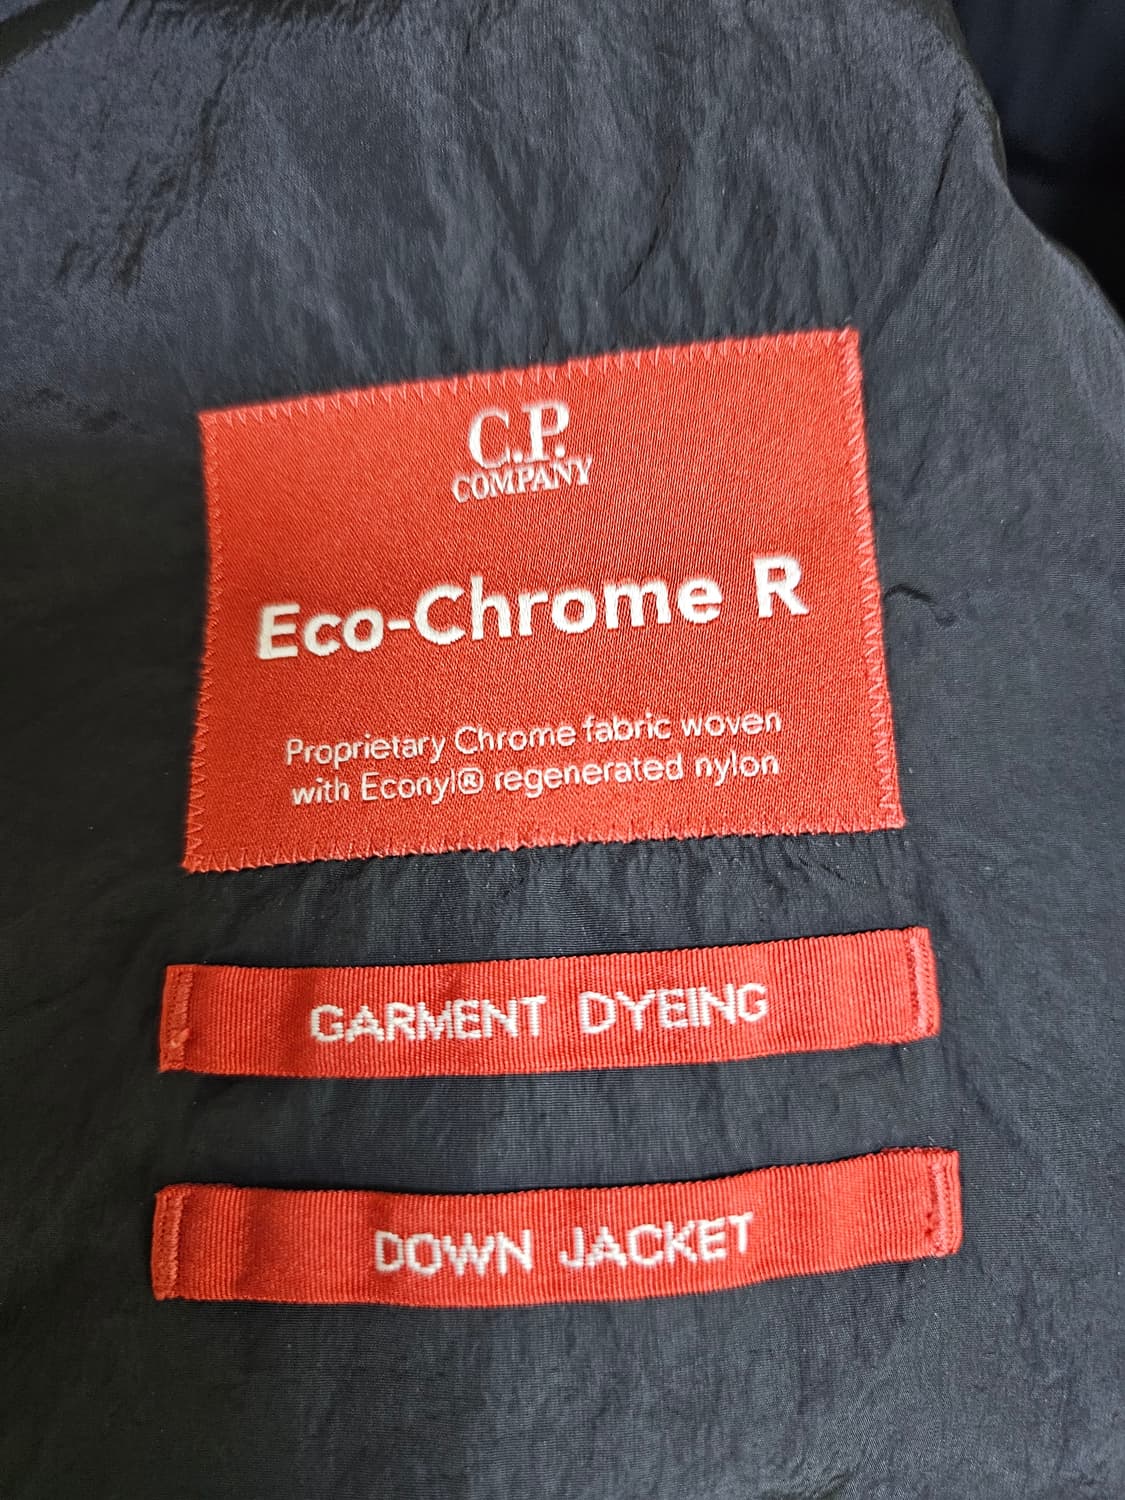 C.P.
COMPANY
Eco-Chrome R
Proprietary Chrome fabric woven
with Econyl® regenerated nylon
GARMENT DYEING
DOWN JACKET